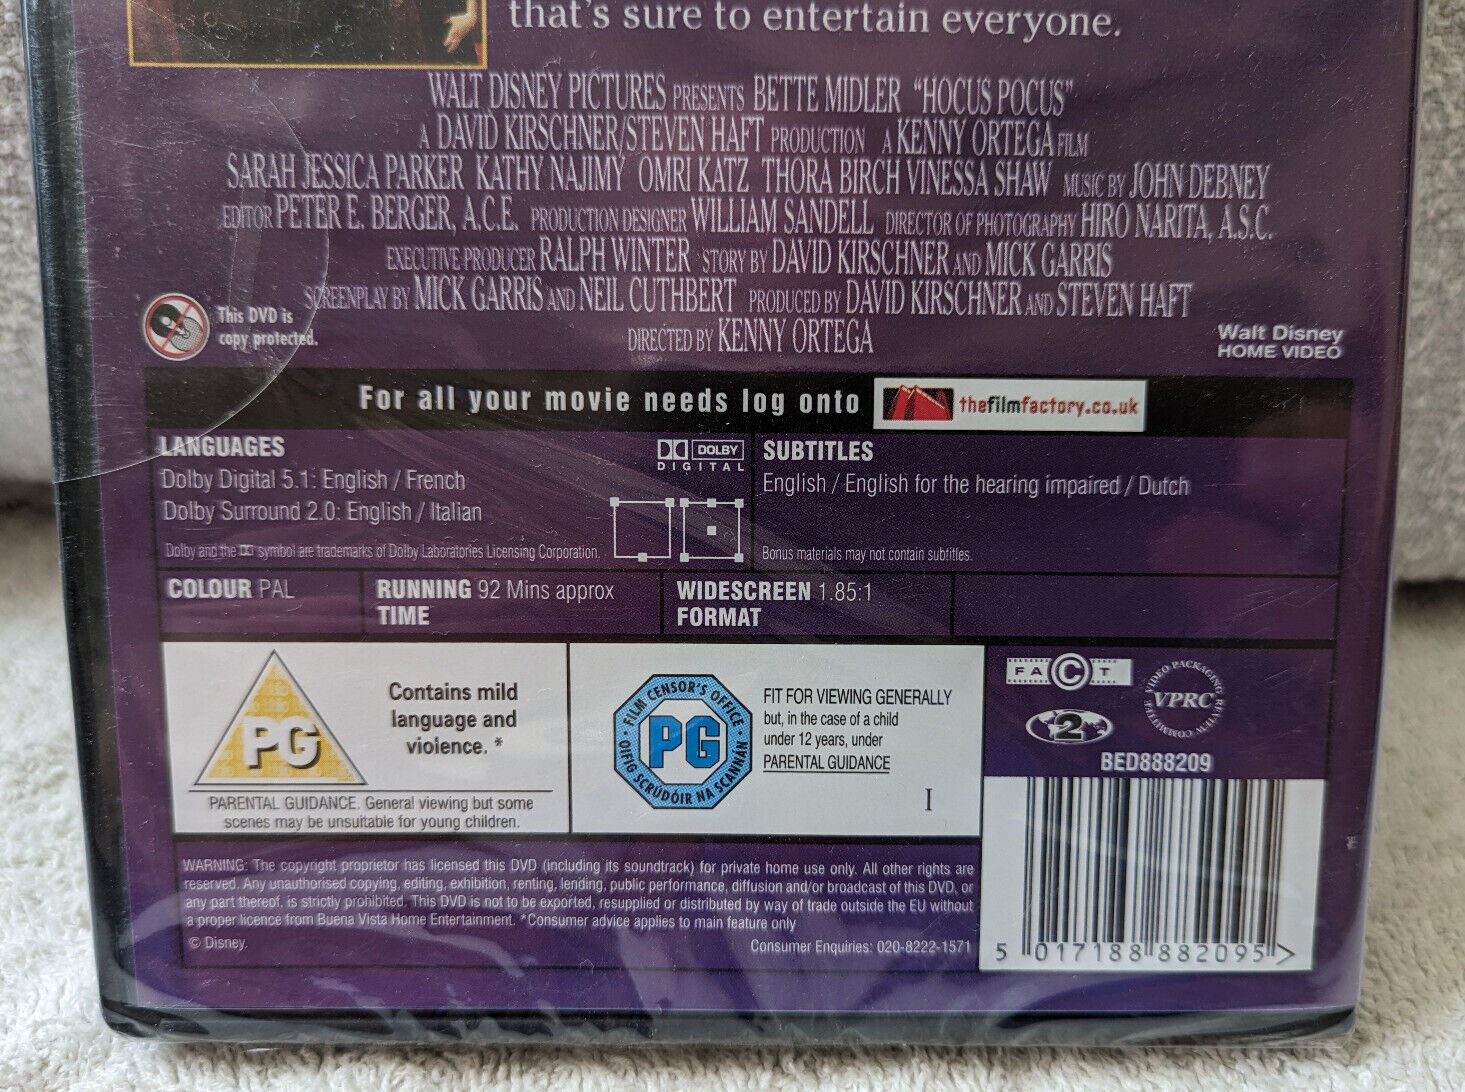 that's sure to entertain everyone.
WALT DISNEY PICTURES PRESENTS BETTE MIDLER "HOCUS POCUS"
A DAVID KIRSCHNER/STEVEN HAFT PRODUCTION A KENNY ORTEGA FILM
SARAH JESSICA PARKER KATHY NAJIMY OMRI KATZ THORA BIRCH VINESSA SHAW MUSIC BY JOHN DEBNEY
EDITOR PETER E. BERGER, A.C.E. PRODUCTION DESIGNER WILLIAM SANDELL DIRECTOR OF PHOTOGRAPHY HIRO NARITA, A.S.C.
EXECUTIVE PRODUCER RALPH WINTER STORY BY DAVID KIRSCHNER AND MICK GARRIS
SCREENPLAY BY MICK GARRIS AND NEIL CUTHBERT PRODUCED BY DAVID KIRSCHNER AND STEVEN HAFT
DIRECTED BY KENNY ORTEGA
This DVD is
copy protected.
Walt Disney
HOME VIDEO
For all your movie needs log onto thefilmfactory.co.uk
LANGUAGES
Dolby Digital 5.1: English / French
Dolby Surround 2.0: English / Italian
Dolby and the DD symbol are trademarks of Dolby Laboratories Licensing Corporation.
DOLBY
DIGITAL
SUBTITLES
English / English for the hearing impaired / Dutch
Bonus materials may not contain subtitles.
COLOUR PAL
RUNNING 92 Mins approx
TIME
WIDESCREEN 1.85:1
FORMAT
PG
Contains mild
language and
violence. *
PARENTAL GUIDANCE. General viewing but some
scenes may be unsuitable for young children.
FILM CENSOR'S OFFICE
PG
OIFIG SCRÚDÓIR NA SCANNÁN
FIT FOR VIEWING GENERALLY
but, in the case of a child
under 12 years, under
PARENTAL GUIDANCE
I
FACT
2
VIDEO PACKAGING
VPRC
REVIEW COMMITTEE
BED888209
5 017188 882095 >
WARNING: The copyright proprietor has licensed this DVD (including its soundtrack) for private home use only. All other rights are
reserved. Any unauthorised copying, editing, exhibition, renting, lending, public performance, diffusion and/or broadcast of this DVD, or
any part thereof, is strictly prohibited. This DVD is not to be exported, resupplied or distributed by way of trade outside the EU without
a proper licence from Buena Vista Home Entertainment. *Consumer advice applies to main feature only
© Disney.
Consumer Enquiries: 020-8222-1571